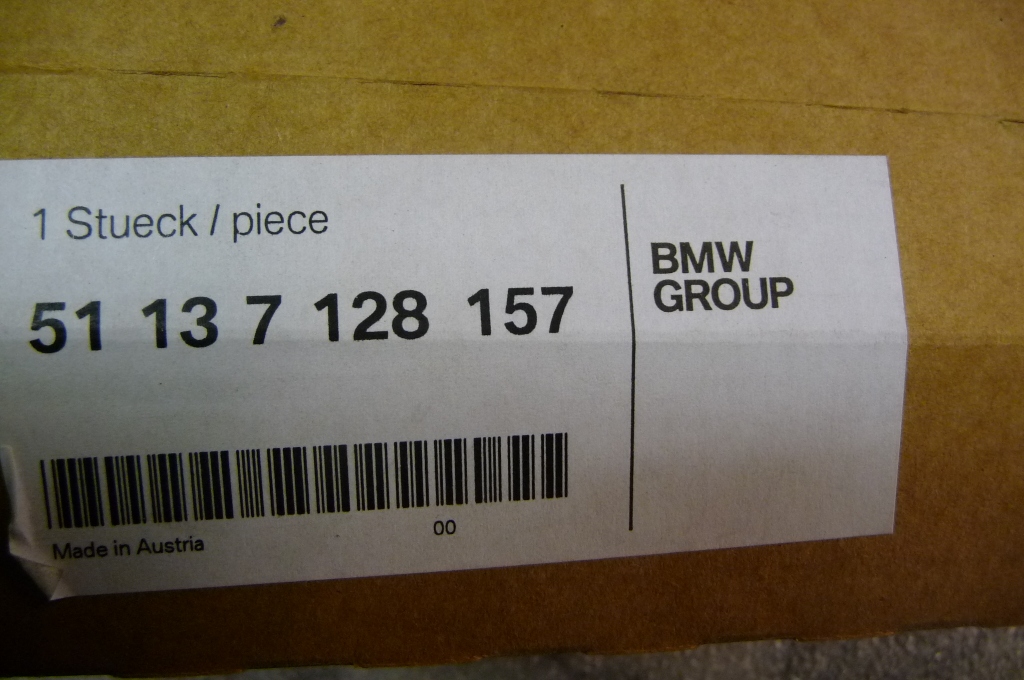 1 Stueck / piece
51 13 7 128 157
BMW
GROUP
00
Made in Austria